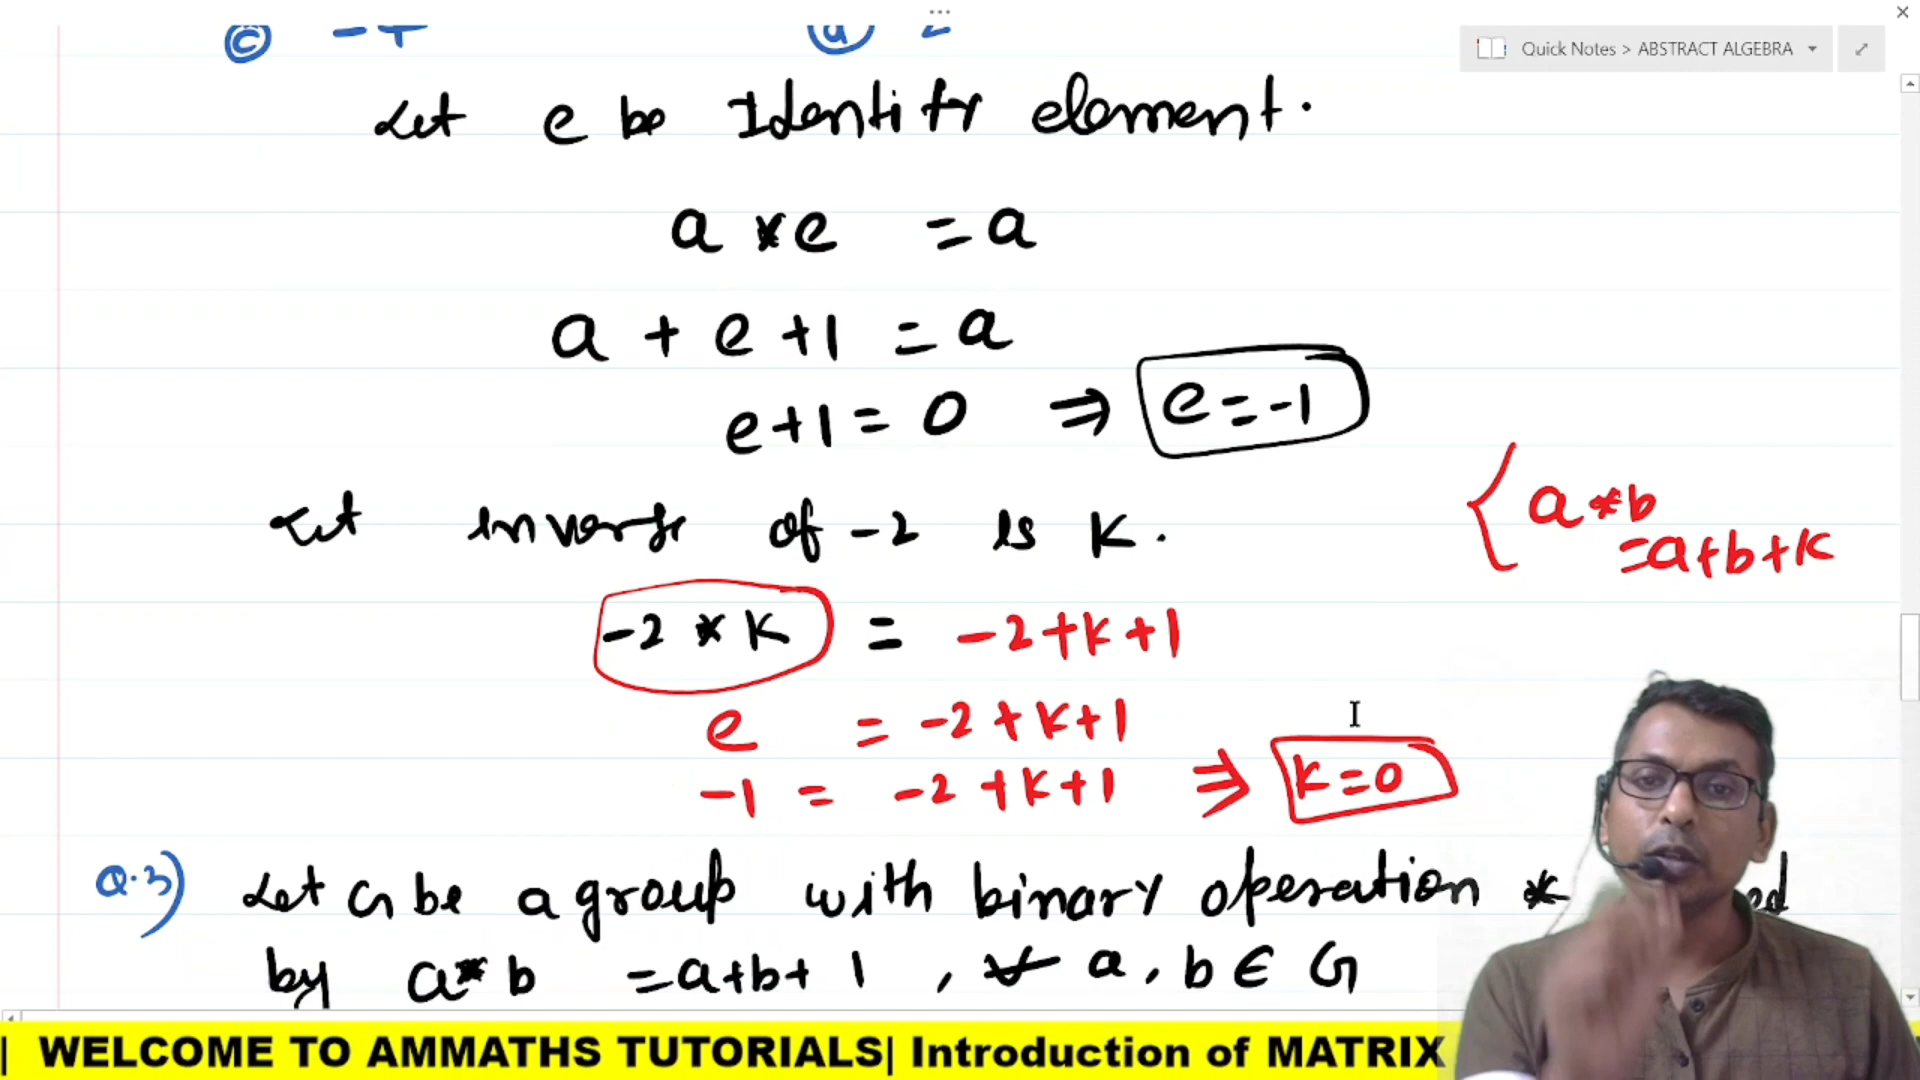 Quick Notes > ABSTRACT ALGEBRA
Let e be Identity element.
a * e = a
a + e + 1 = a
e + 1 = 0 ⇒ e = -1
Let inverse of -2 is K.
{ a * b
= a + b + K
-2 * K = -2 + K + 1
e = -2 + K + 1
-1 = -2 + K + 1 ⇒ K = 0
Q.3) Let G be a group with binary operation *
by a * b = a + b + 1 , ∀ a, b ∈ G
| WELCOME TO AMMATHS TUTORIALS| Introduction of MATRIX